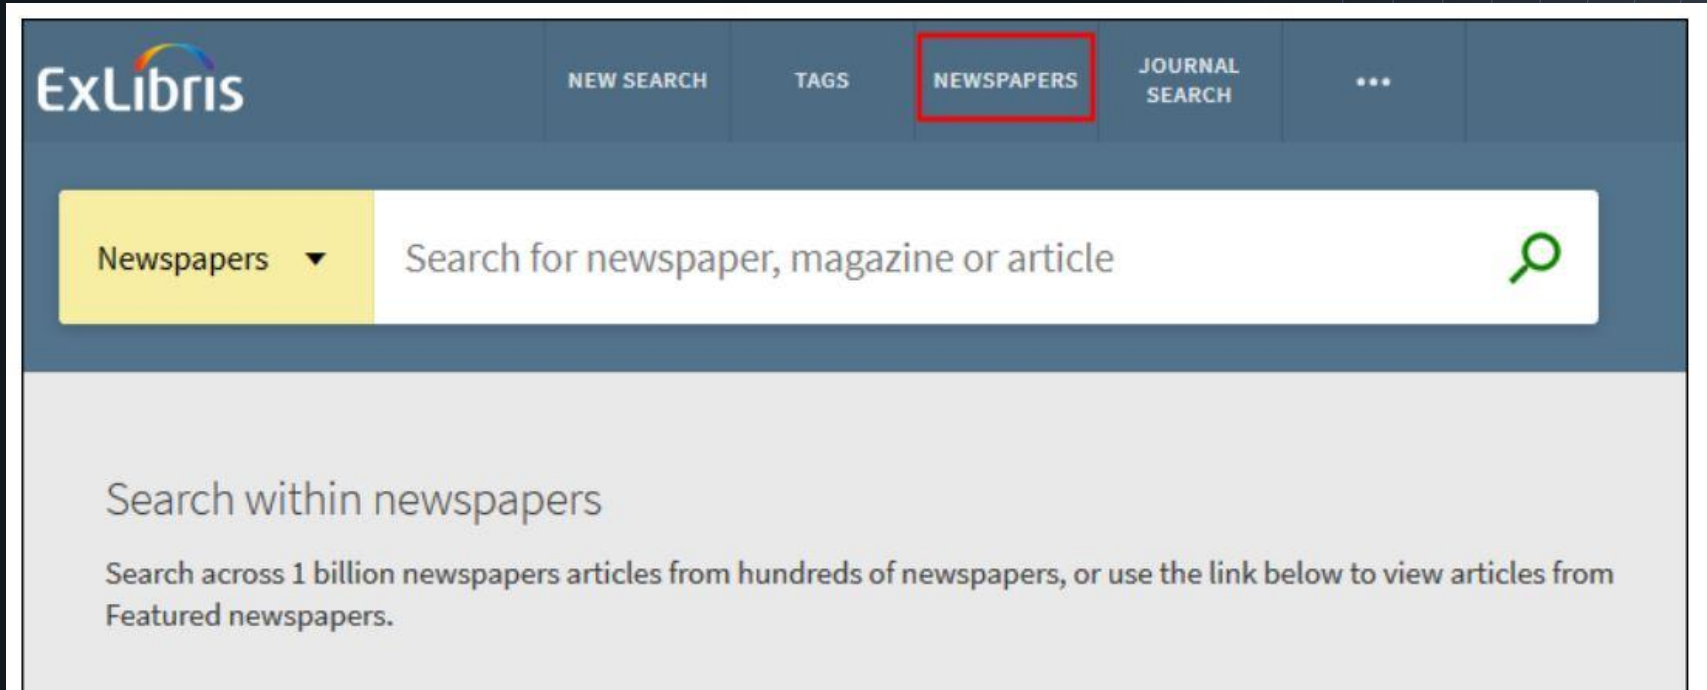 ExLibris
NEW SEARCH
TAGS
NEWSPAPERS
JOURNAL
SEARCH
...
Newspapers
Search for newspaper, magazine or article
Search within newspapers
Search across 1 billion newspapers articles from hundreds of newspapers, or use the link below to view articles from
Featured newspapers.